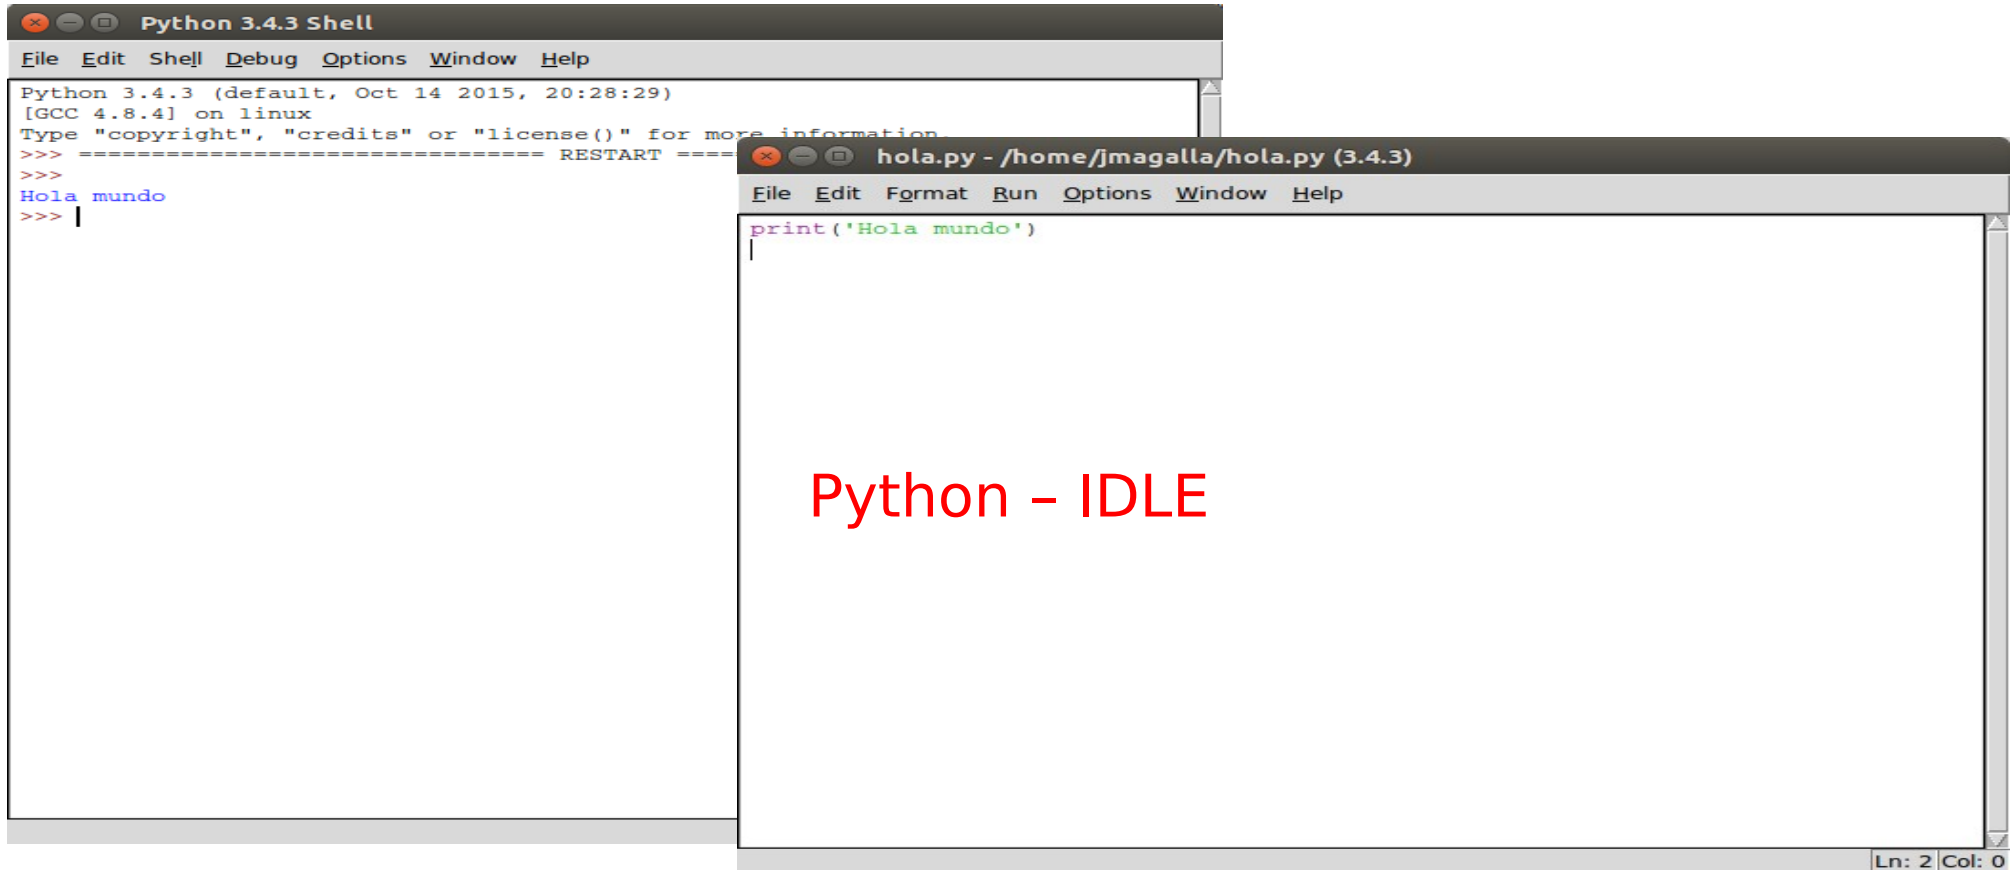 Python 3.4.3 Shell
File Edit Shell Debug Options Window Help
Python 3.4.3 (default, Oct 14 2015, 20:28:29)
[GCC 4.8.4] on linux
Type "copyright", "credits" or "license()" for more information.
>>> ================================ RESTART ====
>>>
Hola mundo
>>>
hola.py - /home/jmagalla/hola.py (3.4.3)
File Edit Format Run Options Window Help
print('Hola mundo')
Python – IDLE
Ln: 2 Col: 0